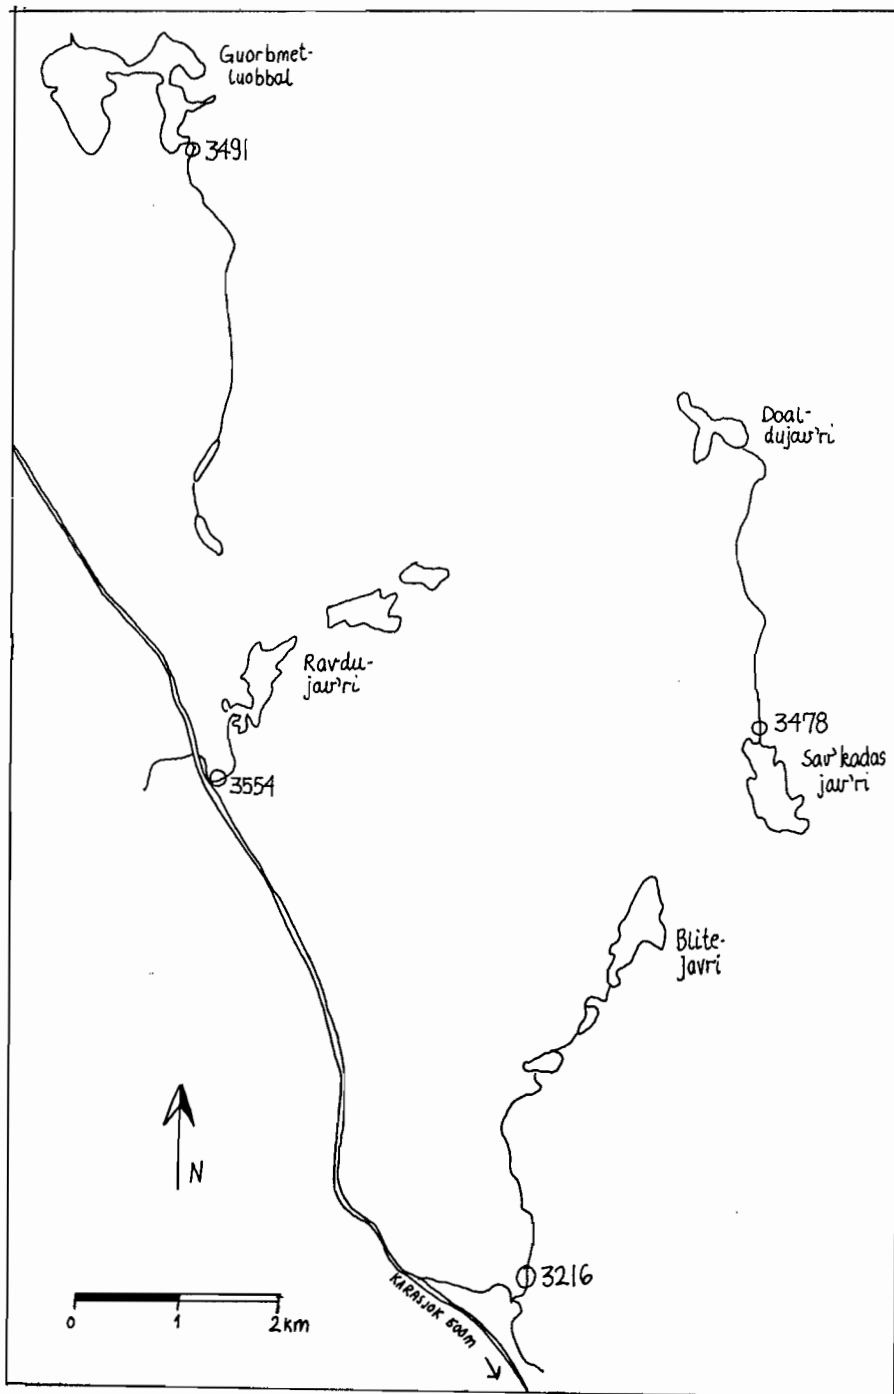 Guorbmet-
luobbal
3491
Doal-
dujav'ri
Ravdu-
jav'ri
3478
Sav'kadas
jav'ri
3554
Blite-
Javri
N
3216
KARASJOK 500m
0 1 2km